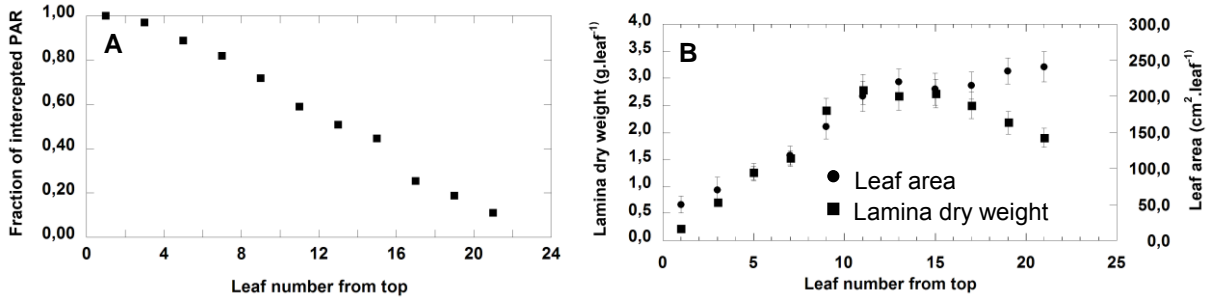 A
Fraction of intercepted PAR
1,00
0,80
0,60
0,40
0,20
0,00
0 4 8 12 16 20 24
Leaf number from top
B
Lamina dry weight (g.leaf⁻¹)
4,0
3,5
3,0
2,5
2,0
1,5
1,0
0,5
0,0
Leaf area
Lamina dry weight
300,0
250,0
200,0
150,0
100,0
50,0
0,0
Leaf area (cm².leaf⁻¹)
0 5 10 15 20 25
Leaf number from top